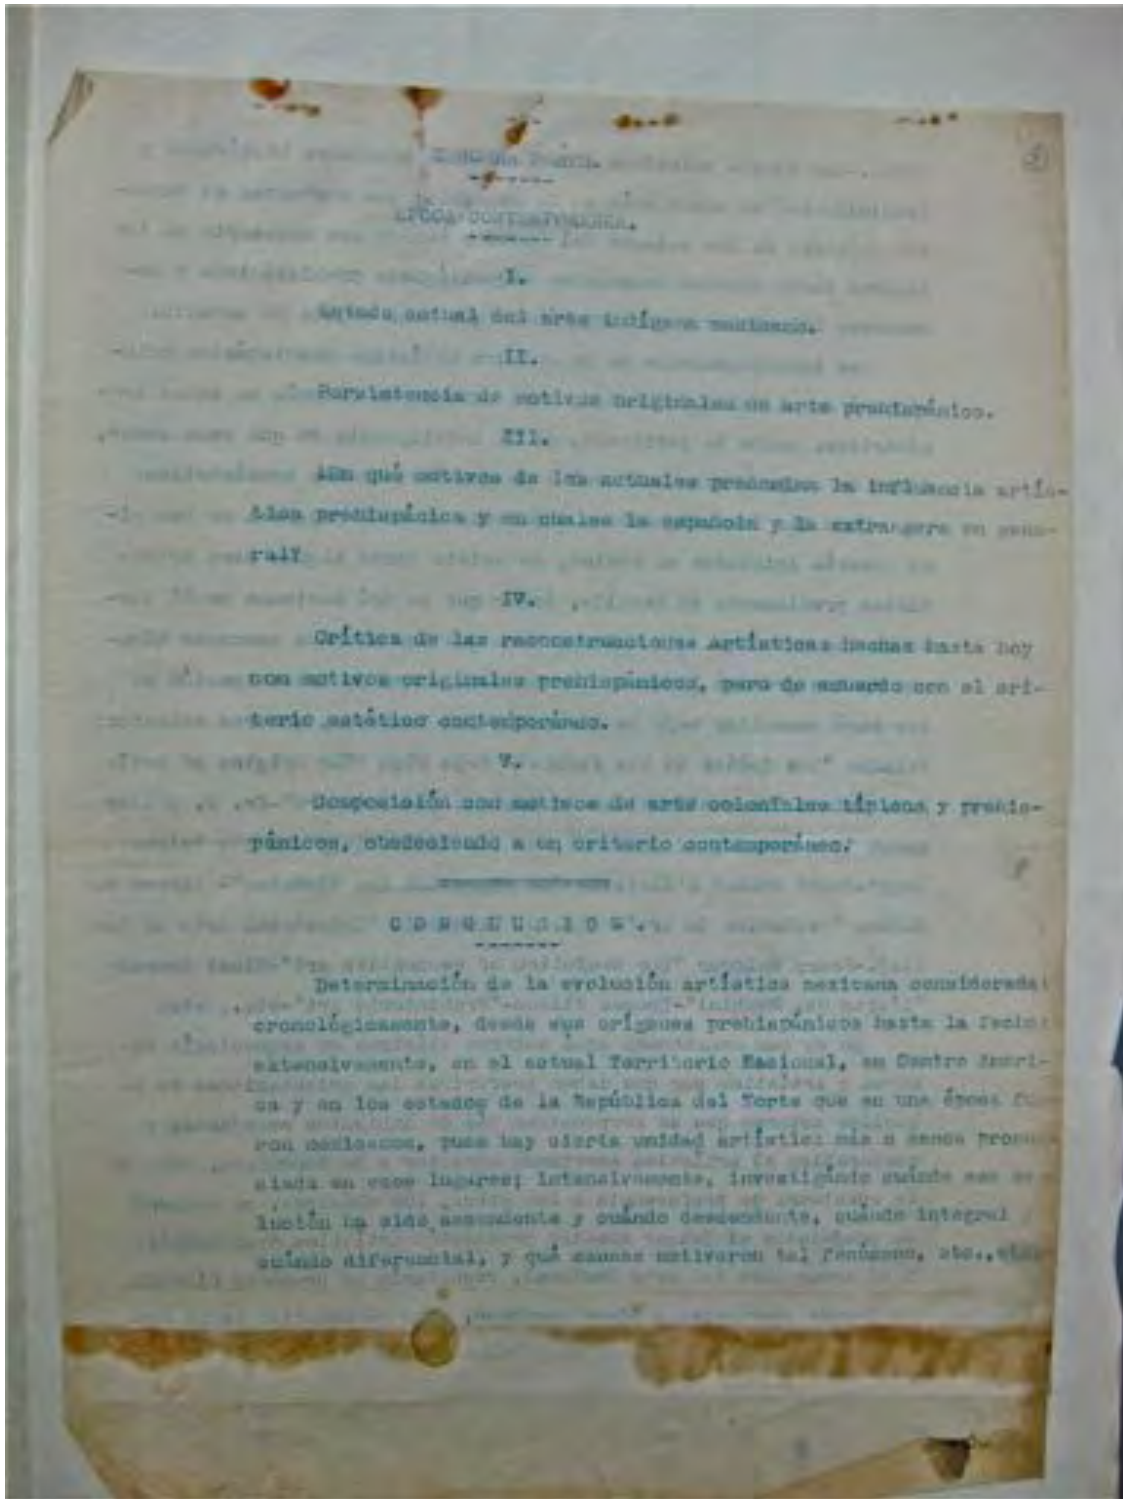 EPOCA CONTEMPORANEA.
I.
Estado actual del arte indígena mexicano.
II.
Persistencia de motivos originales de arte prehispánico.
III.
¿En qué motivos de los actuales predomina la influencia artís-
tica prehispánica y en cuales la española y la extrangera en gene-
ral?
IV.
Crítica de las reconstrucciones artísticas hechas hasta hoy
con motivos originales prehispánicos, pero de acuerdo con el cri-
terio estético contemporáneo.
V.
Composición con motivos de arte coloniales típicos y prehis-
pánicos, obedeciendo a un criterio contemporáneo.
CONCLUSION.
Determinación de la evolución artística mexicana considerada:
cronológicamente, desde sus orígenes prehispánicos hasta la fecha;
extensivamente, en el actual Territorio Nacional, en Centro Améri-
ca y en los estados de la República del Norte que en una época fue-
ron mexicanos, pues hay cierta unidad artística más o menos pronun-
ciada en esos lugares; intensivamente, investigando cuándo esa evo-
lución ha sido ascendente y cuándo descendente, cuándo integral
cuándo diferencial, y qué causas motivaron tal fenómeno, etc.,